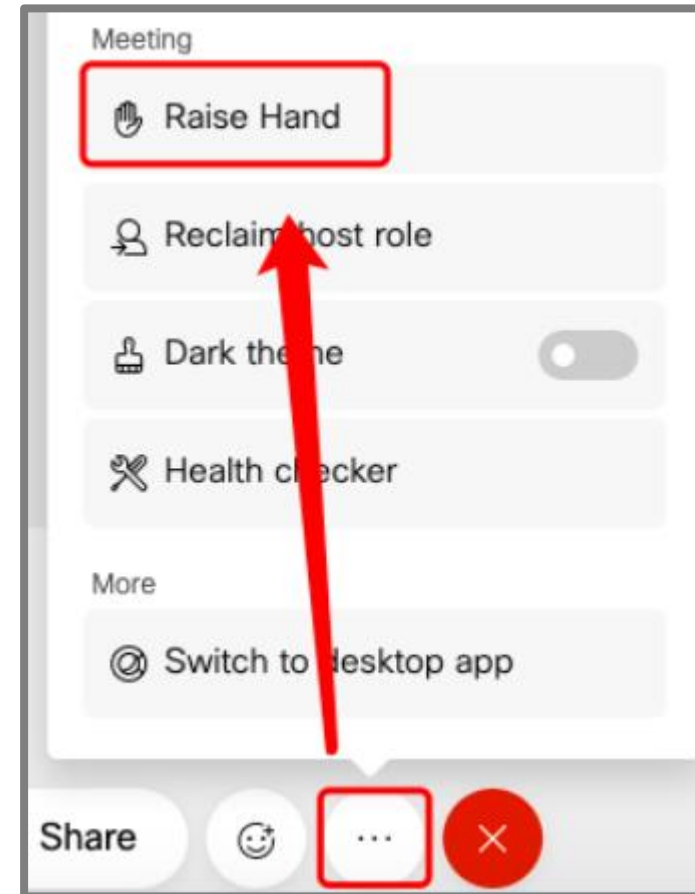 Meeting
Raise Hand
Reclaim host role
Dark theme
Health checker
More
Switch to desktop app
Share